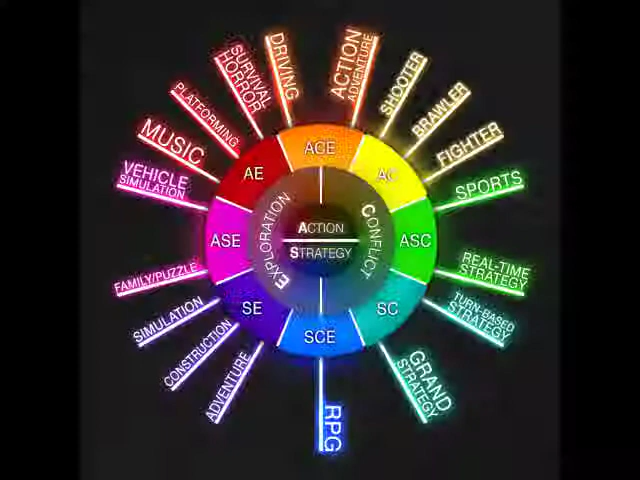 DRIVING
ACTION
ADVENTURE
SHOOTER
BRAWLER
FIGHTER
SPORTS
REAL-TIME
STRATEGY
TURN-BASED
STRATEGY
GRAND
STRATEGY
RPG
ADVENTURE
CONSTRUCTION
SIMULATION
FAMILY/PUZZLE
VEHICLE
SIMULATION
MUSIC
PLATFORMING
SURVIVAL
HORROR
ACE
AC
ASC
SC
SCE
SE
ASE
AE
EXPLORATION
CONFLICT
ACTION
STRATEGY